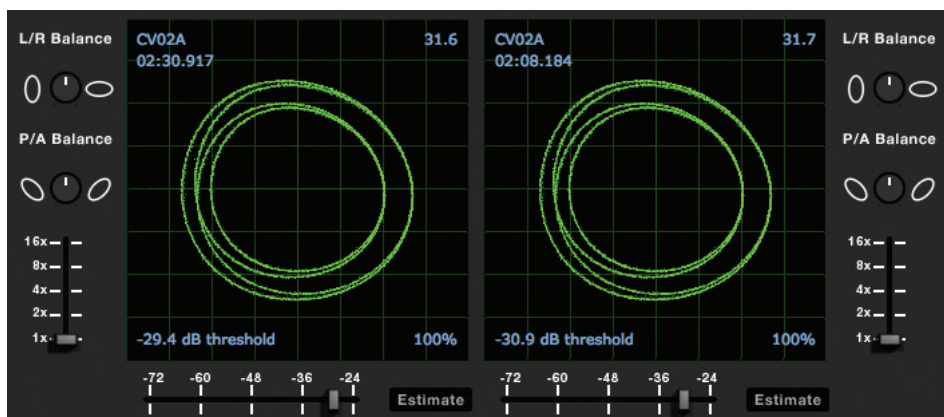 L/R Balance
P/A Balance
16x
8x
4x
2x
1x
CV02A 31.6
02:30.917
-29.4 dB threshold 100%
-72 -60 -48 -36 -24
Estimate
CV02A 31.7
02:08.184
-30.9 dB threshold 100%
-72 -60 -48 -36 -24
Estimate
L/R Balance
P/A Balance
16x
8x
4x
2x
1x